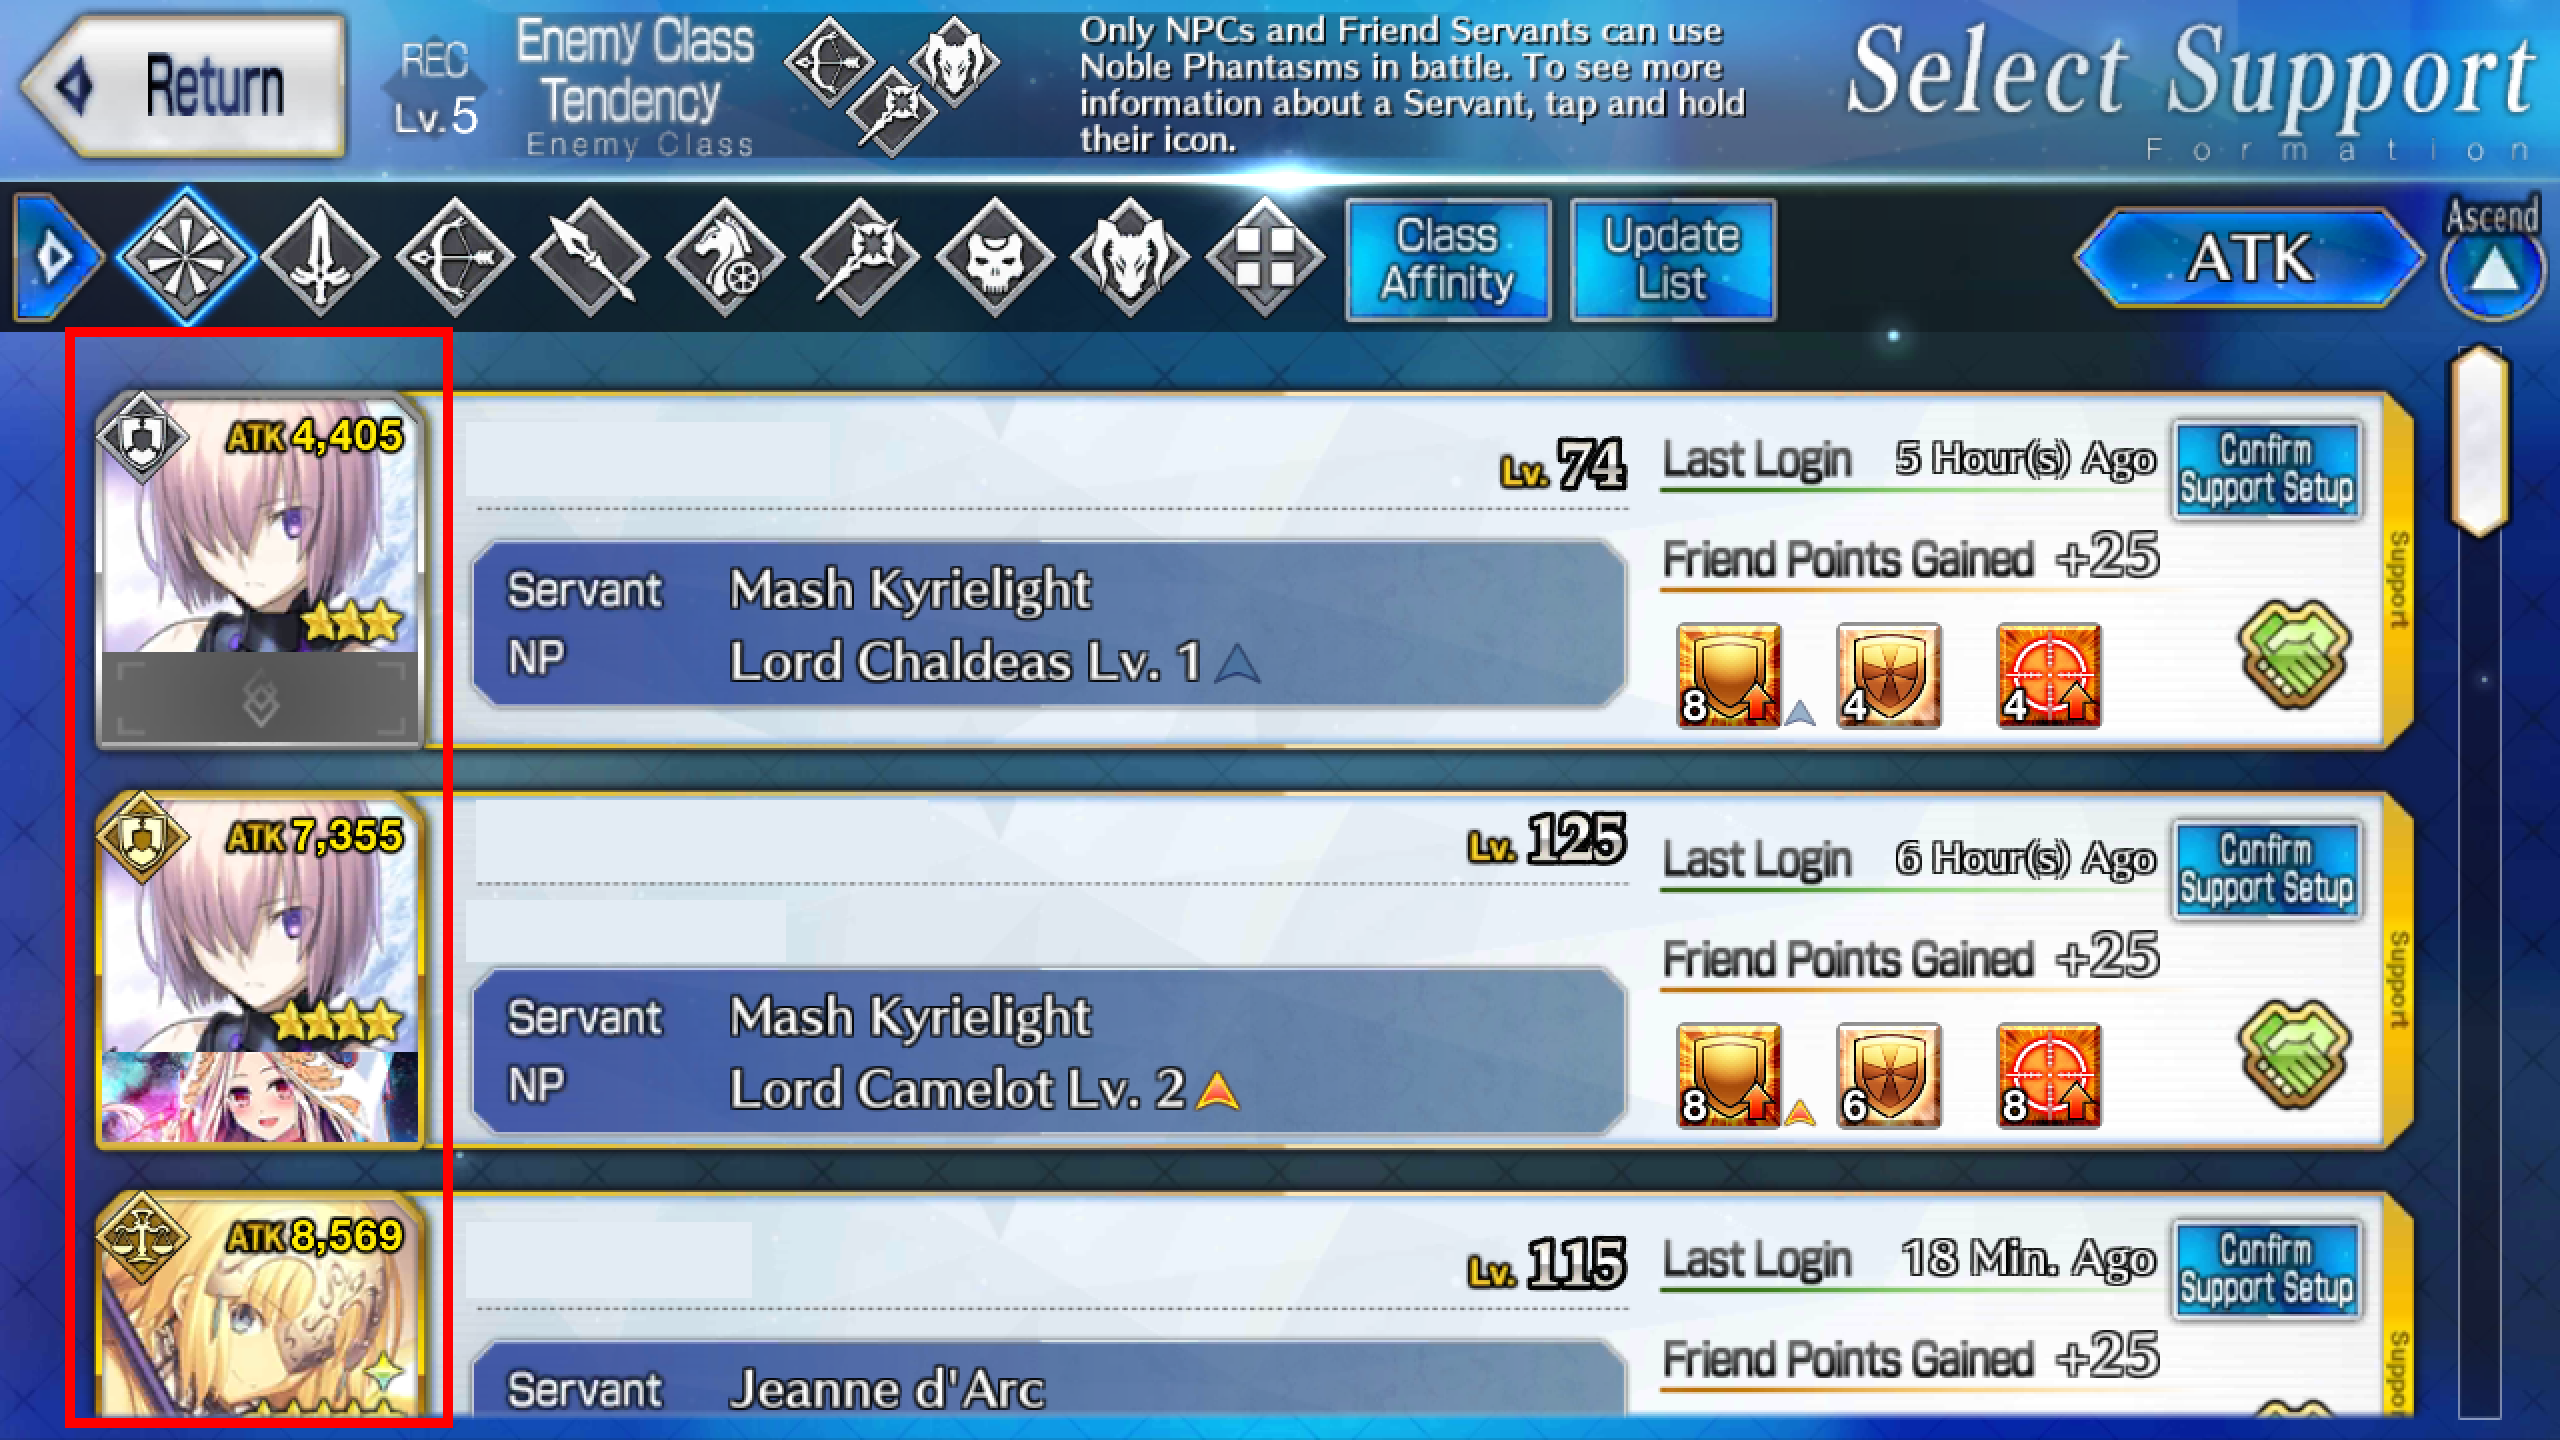 Return
REC
Lv. 5
Enemy Class
Tendency
Enemy Class
Only NPCs and Friend Servants can use
Noble Phantasms in battle. To see more
information about a Servant, tap and hold
their icon.
Select Support
Formation
Class
Affinity
Update
List
ATK
Ascend
ATK 4,405
Lv. 74
Last Login 5 Hour(s) Ago
Confirm
Support Setup
Friend Points Gained +25
Servant Mash Kyrielight
NP Lord Chaldeas Lv. 1
8 4 4
Support
ATK 7,355
Lv. 125
Last Login 6 Hour(s) Ago
Confirm
Support Setup
Friend Points Gained +25
Servant Mash Kyrielight
NP Lord Camelot Lv. 2
8 6 8
Support
ATK 8,569
Lv. 115
Last Login 18 Min. Ago
Confirm
Support Setup
Friend Points Gained +25
Servant Jeanne d'Arc
Suppor